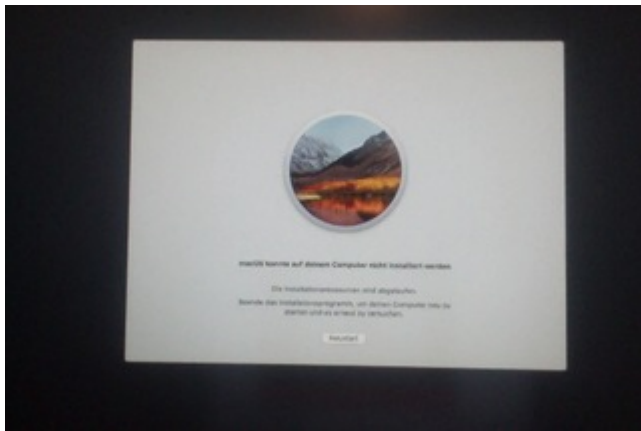 macOS konnte auf deinem Computer nicht installiert werden
Die Installationsressourcen sind abgelaufen.
Beende das Installationsprogramm, um deinen Computer neu zu
starten und es erneut zu versuchen.
Neustart